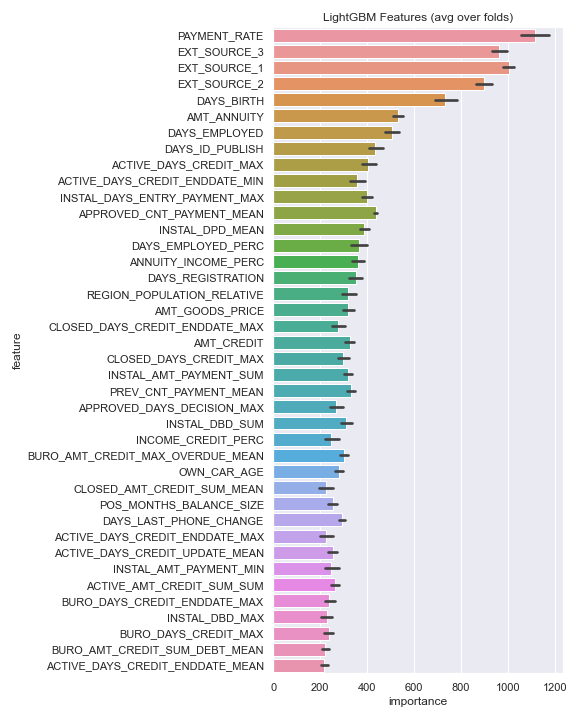 LightGBM Features (avg over folds)
PAYMENT_RATE
EXT_SOURCE_3
EXT_SOURCE_1
EXT_SOURCE_2
DAYS_BIRTH
AMT_ANNUITY
DAYS_EMPLOYED
DAYS_ID_PUBLISH
ACTIVE_DAYS_CREDIT_MAX
ACTIVE_DAYS_CREDIT_ENDDATE_MIN
INSTAL_DAYS_ENTRY_PAYMENT_MAX
APPROVED_CNT_PAYMENT_MEAN
INSTAL_DPD_MEAN
DAYS_EMPLOYED_PERC
ANNUITY_INCOME_PERC
DAYS_REGISTRATION
REGION_POPULATION_RELATIVE
AMT_GOODS_PRICE
CLOSED_DAYS_CREDIT_ENDDATE_MAX
AMT_CREDIT
CLOSED_DAYS_CREDIT_MAX
INSTAL_AMT_PAYMENT_SUM
PREV_CNT_PAYMENT_MEAN
APPROVED_DAYS_DECISION_MAX
INSTAL_DBD_SUM
INCOME_CREDIT_PERC
BURO_AMT_CREDIT_MAX_OVERDUE_MEAN
OWN_CAR_AGE
CLOSED_AMT_CREDIT_SUM_MEAN
POS_MONTHS_BALANCE_SIZE
DAYS_LAST_PHONE_CHANGE
ACTIVE_DAYS_CREDIT_ENDDATE_MAX
ACTIVE_DAYS_CREDIT_UPDATE_MEAN
INSTAL_AMT_PAYMENT_MIN
ACTIVE_AMT_CREDIT_SUM_SUM
BURO_DAYS_CREDIT_ENDDATE_MAX
INSTAL_DBD_MAX
BURO_DAYS_CREDIT_MAX
BURO_AMT_CREDIT_SUM_DEBT_MEAN
ACTIVE_DAYS_CREDIT_ENDDATE_MEAN
feature
0 200 400 600 800 1000 1200
importance